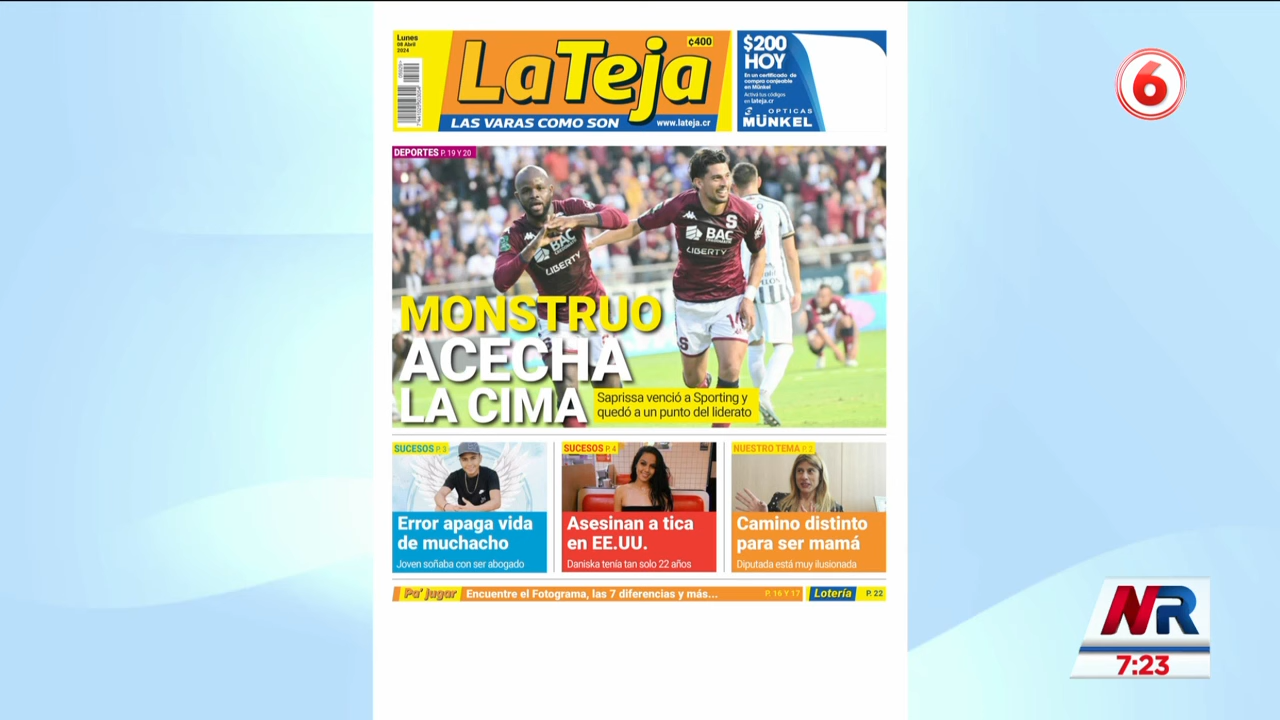 Lunes
08 Abril
2024
LaTeja
₡400
LAS VARAS COMO SON
www.lateja.cr
$200
HOY
En un certificado de
compra canjeable
en Münkel
Activá tus códigos
en lateja.cr
OPTICAS
MÜNKEL
6
DEPORTES P. 19 Y 20
BAC
LIBERTY
S
BAC
LIBERTY
14
S
MONSTRUO
ACECHA
LA CIMA
Saprissa venció a Sporting y
quedó a un punto del liderato
SUCESOS P. 3
Error apaga vida
de muchacho
Joven soñaba con ser abogado
SUCESOS P. 4
Asesinan a tica
en EE.UU.
Daniska tenía tan solo 22 años
NUESTRO TEMA P. 2
Camino distinto
para ser mamá
Diputada está muy ilusionada
Pa' jugar
Encuentre el Fotograma, las 7 diferencias y más...
P. 16 Y 17
Lotería
P. 22
NR
7:23